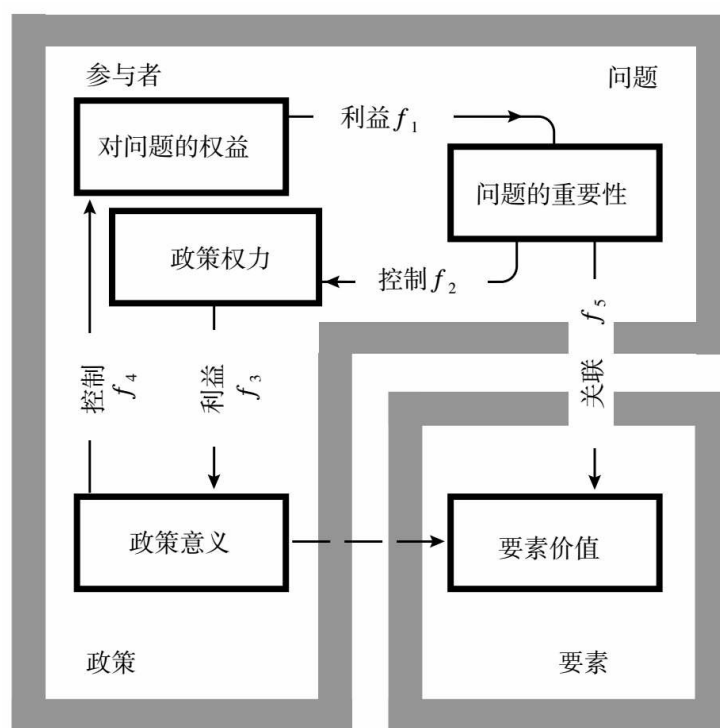 参与者
问题
对问题的权益
利益f1
问题的重要性
政策权力
控制f2
控制f4
利益f3
关联f5
政策意义
要素价值
政策
要素